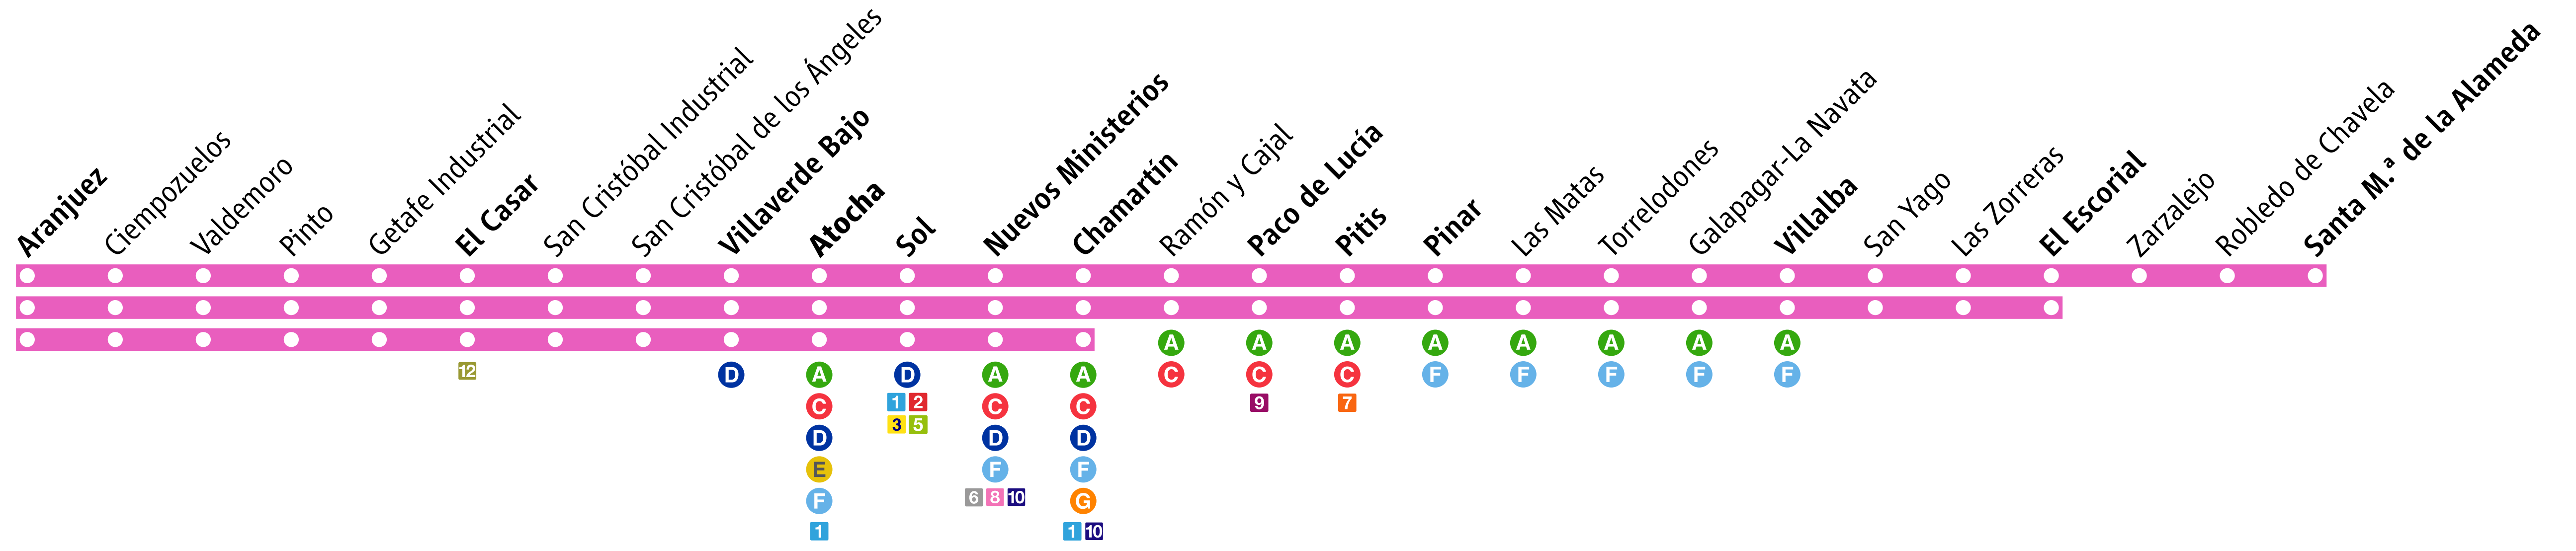 Aranjuez
Ciempozuelos
Valdemoro
Pinto
Getafe Industrial
El Casar
San Cristóbal Industrial
San Cristóbal de los Ángeles
Villaverde Bajo
Atocha
Sol
Nuevos Ministerios
Chamartín
Ramón y Cajal
Paco de Lucía
Pitis
Pinar
Las Matas
Torrelodones
Galapagar-La Navata
Villalba
San Yago
Las Zorreras
El Escorial
Zarzalejo
Robledo de Chavela
Santa M.ª de la Alameda
A A A A A A A A
12 D A D A A C C C F F F F F
C 1 2 C C 9 7
3 5
D D D
E F F
F 6 8 10 G
1 1 10